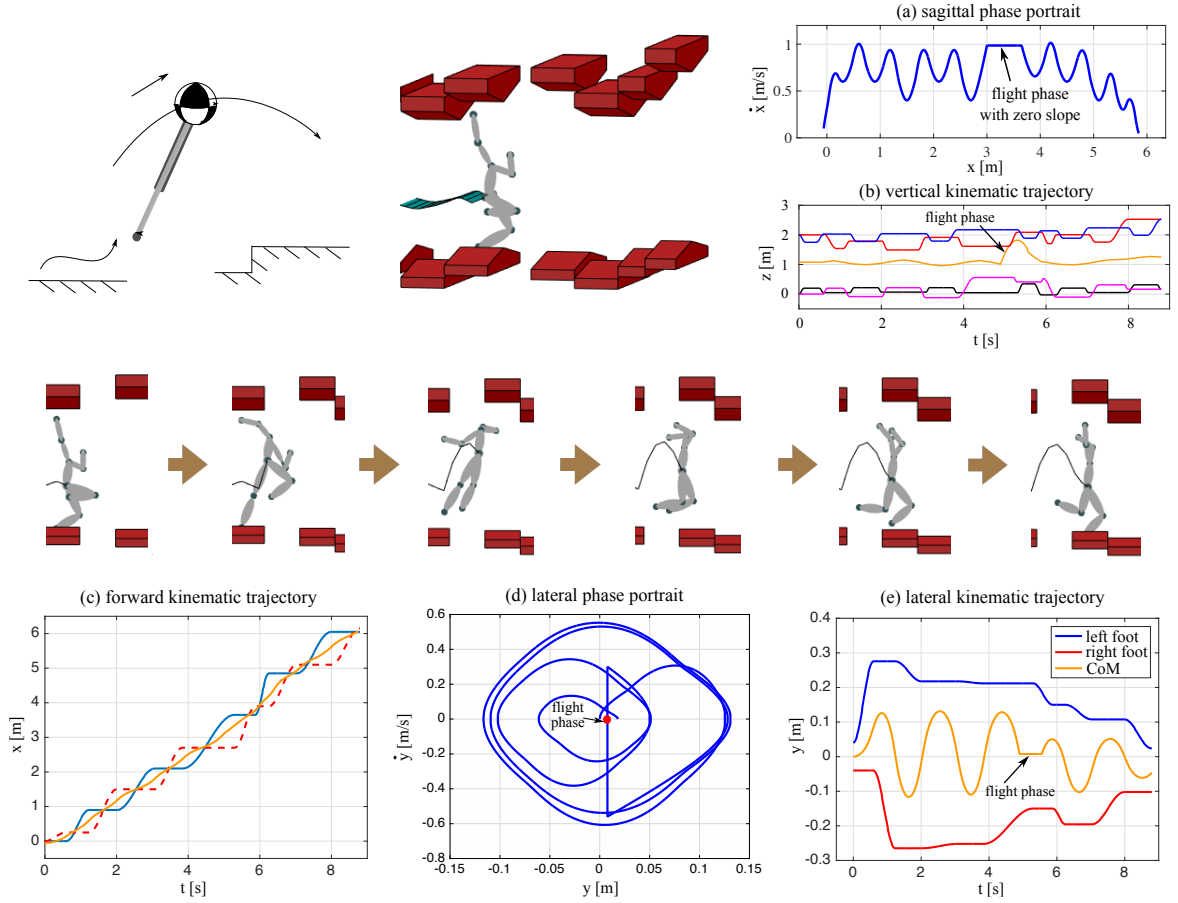 (a) sagittal phase portrait
1
0.5
0
ẋ [m/s]
flight phase
with zero slope
0 1 2 3 4 5 6
x [m]
(b) vertical kinematic trajectory
3
2
1
0
z [m]
flight phase
0 2 4 6 8
t [s]
(c) forward kinematic trajectory
6
5
4
3
2
1
0
x [m]
0 2 4 6 8
t [s]
(d) lateral phase portrait
0.6
0.4
0.2
0
-0.2
-0.4
-0.6
-0.8
ẏ [m/s]
flight
phase
-0.15 -0.1 -0.05 0 0.05 0.1 0.15
y [m]
(e) lateral kinematic trajectory
0.4
0.3
0.2
0.1
0
-0.1
-0.2
-0.3
y [m]
left foot
right foot
CoM
flight phase
0 2 4 6 8
t [s]